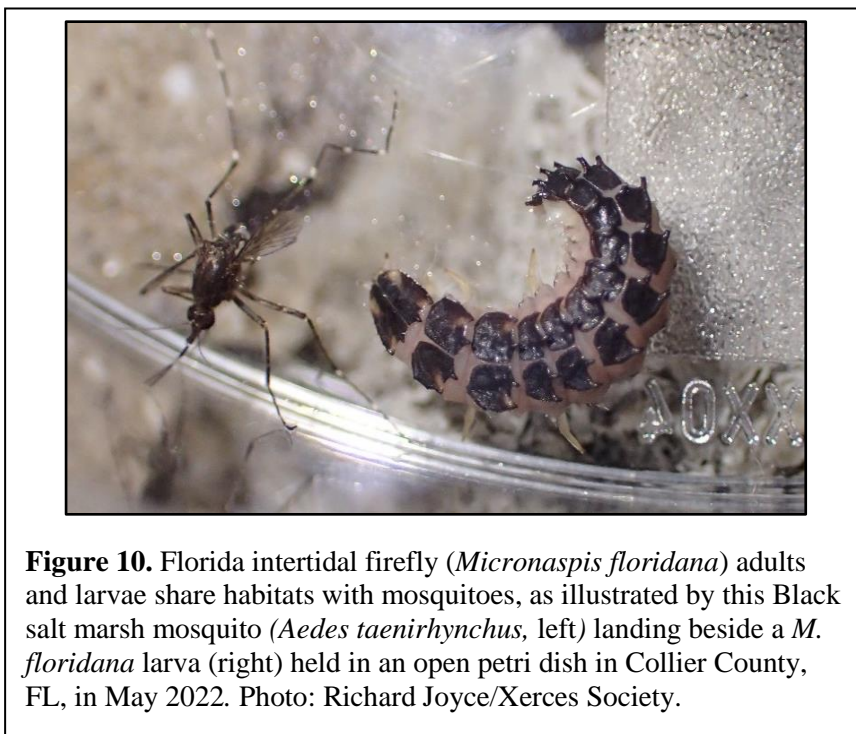 10XX
Figure 10. Florida intertidal firefly (Micronaspis floridana) adults
and larvae share habitats with mosquitoes, as illustrated by this Black
salt marsh mosquito (Aedes taenirhynchus, left) landing beside a M.
floridana larva (right) held in an open petri dish in Collier County,
FL, in May 2022. Photo: Richard Joyce/Xerces Society.